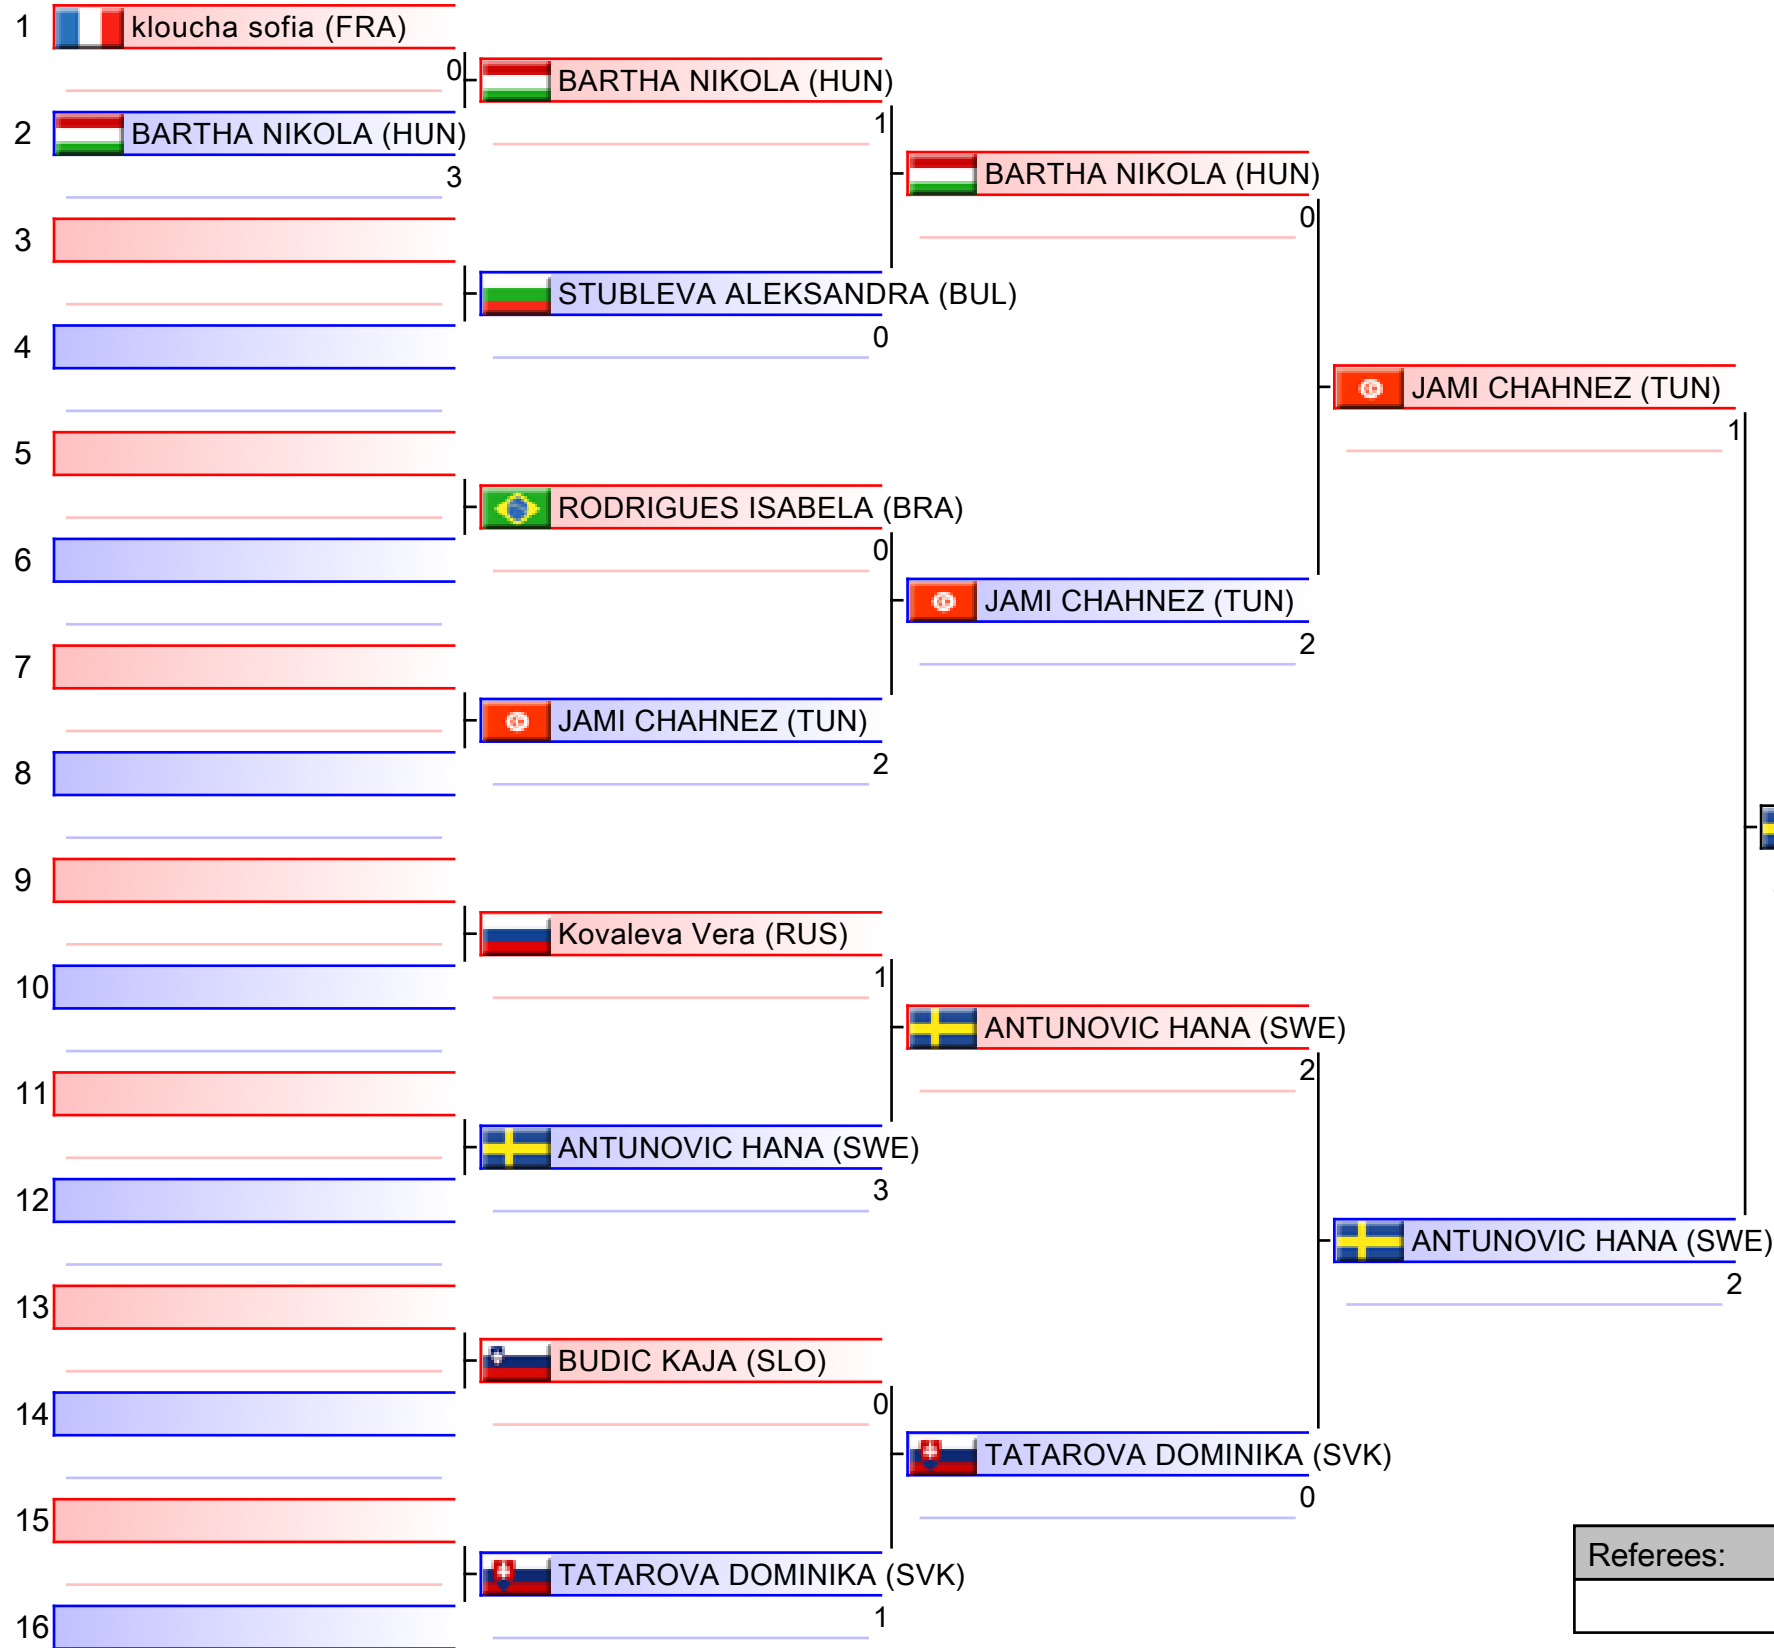 1 kloucha sofia (FRA)
0
BARTHA NIKOLA (HUN)
1
2 BARTHA NIKOLA (HUN)
3
BARTHA NIKOLA (HUN)
0
3
STUBLEVA ALEKSANDRA (BUL)
0
4
JAMI CHAHNEZ (TUN)
1
5
RODRIGUES ISABELA (BRA)
0
6
JAMI CHAHNEZ (TUN)
2
7
JAMI CHAHNEZ (TUN)
2
8
9
Kovaleva Vera (RUS)
1
10
ANTUNOVIC HANA (SWE)
2
11
ANTUNOVIC HANA (SWE)
3
12
ANTUNOVIC HANA (SWE)
2
13
BUDIC KAJA (SLO)
0
14
TATAROVA DOMINIKA (SVK)
0
15
TATAROVA DOMINIKA (SVK)
1
16
Referees: